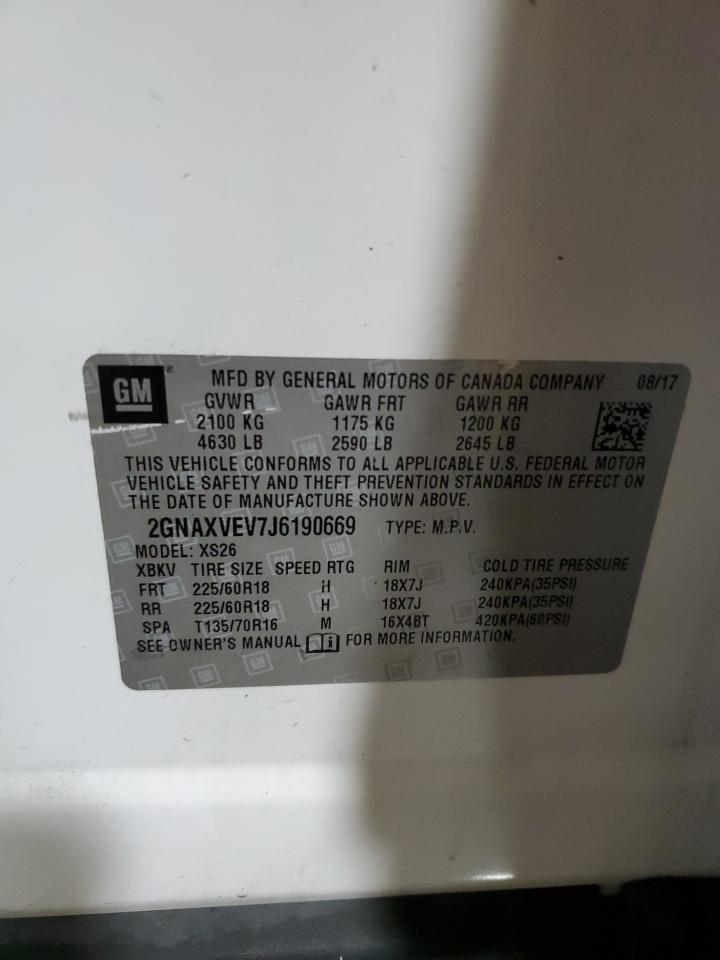 GM
MFD BY GENERAL MOTORS OF CANADA COMPANY 08/17
GVWR GAWR FRT GAWR RR
2100 KG 1175 KG 1200 KG
4630 LB 2590 LB 2645 LB
THIS VEHICLE CONFORMS TO ALL APPLICABLE U.S. FEDERAL MOTOR
VEHICLE SAFETY AND THEFT PREVENTION STANDARDS IN EFFECT ON
THE DATE OF MANUFACTURE SHOWN ABOVE.
2GNAXVEV7J6190669 TYPE: M.P.V.
MODEL: XS26
XBKV TIRE SIZE SPEED RTG RIM COLD TIRE PRESSURE
FRT 225/60R18 H 18X7J 240KPA(35PSI)
RR 225/60R18 H 18X7J 240KPA(35PSI)
SPA T135/70R16 M 16X4BT 420KPA(60PSI)
SEE OWNER'S MANUAL i FOR MORE INFORMATION.